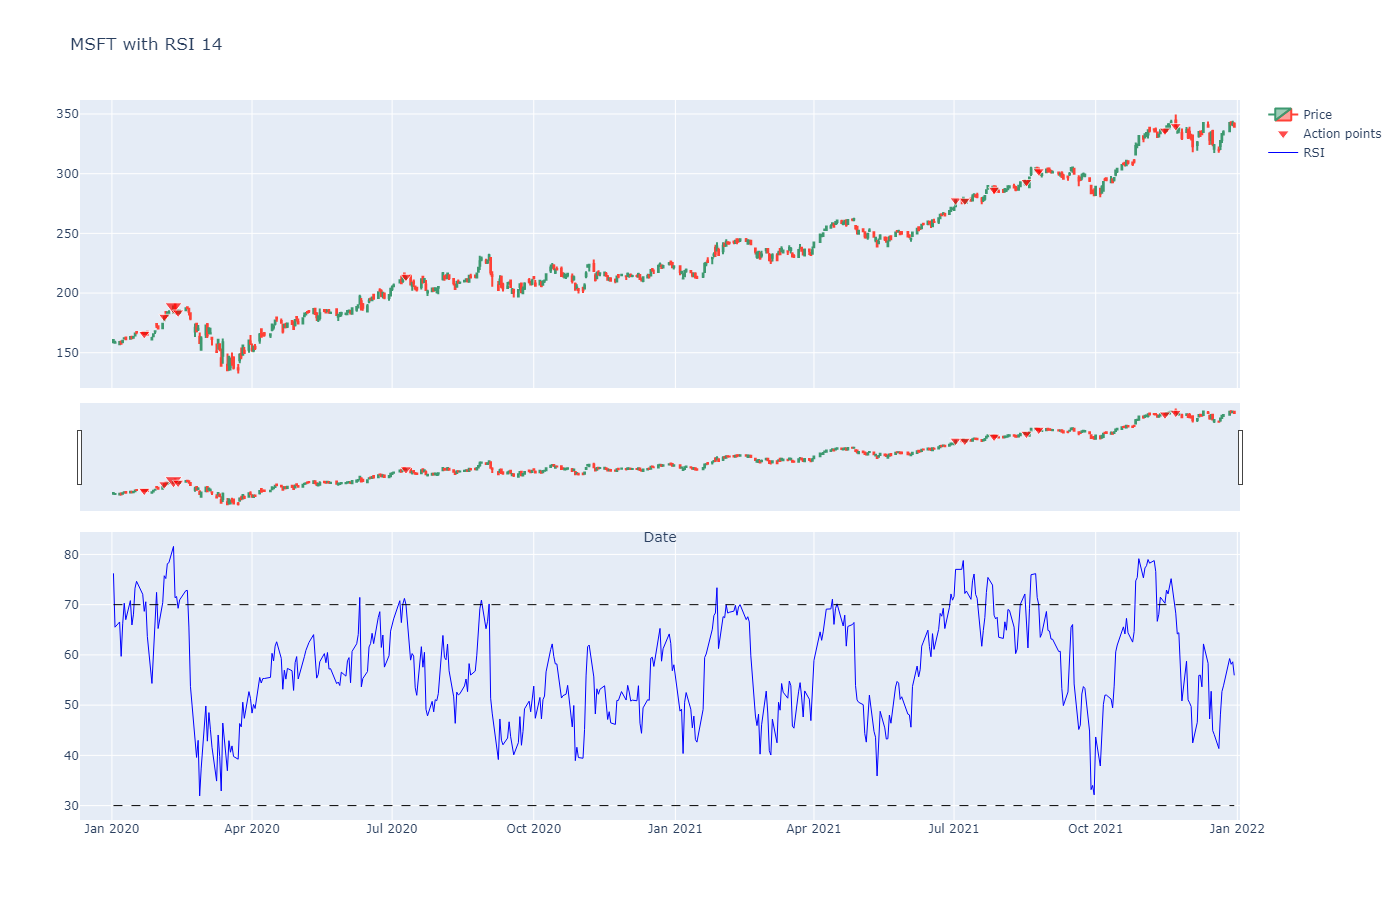 MSFT with RSI 14
350
300
250
200
150
Price
Action points
RSI
Date
80
70
60
50
40
30
Jan 2020
Apr 2020
Jul 2020
Oct 2020
Jan 2021
Apr 2021
Jul 2021
Oct 2021
Jan 2022